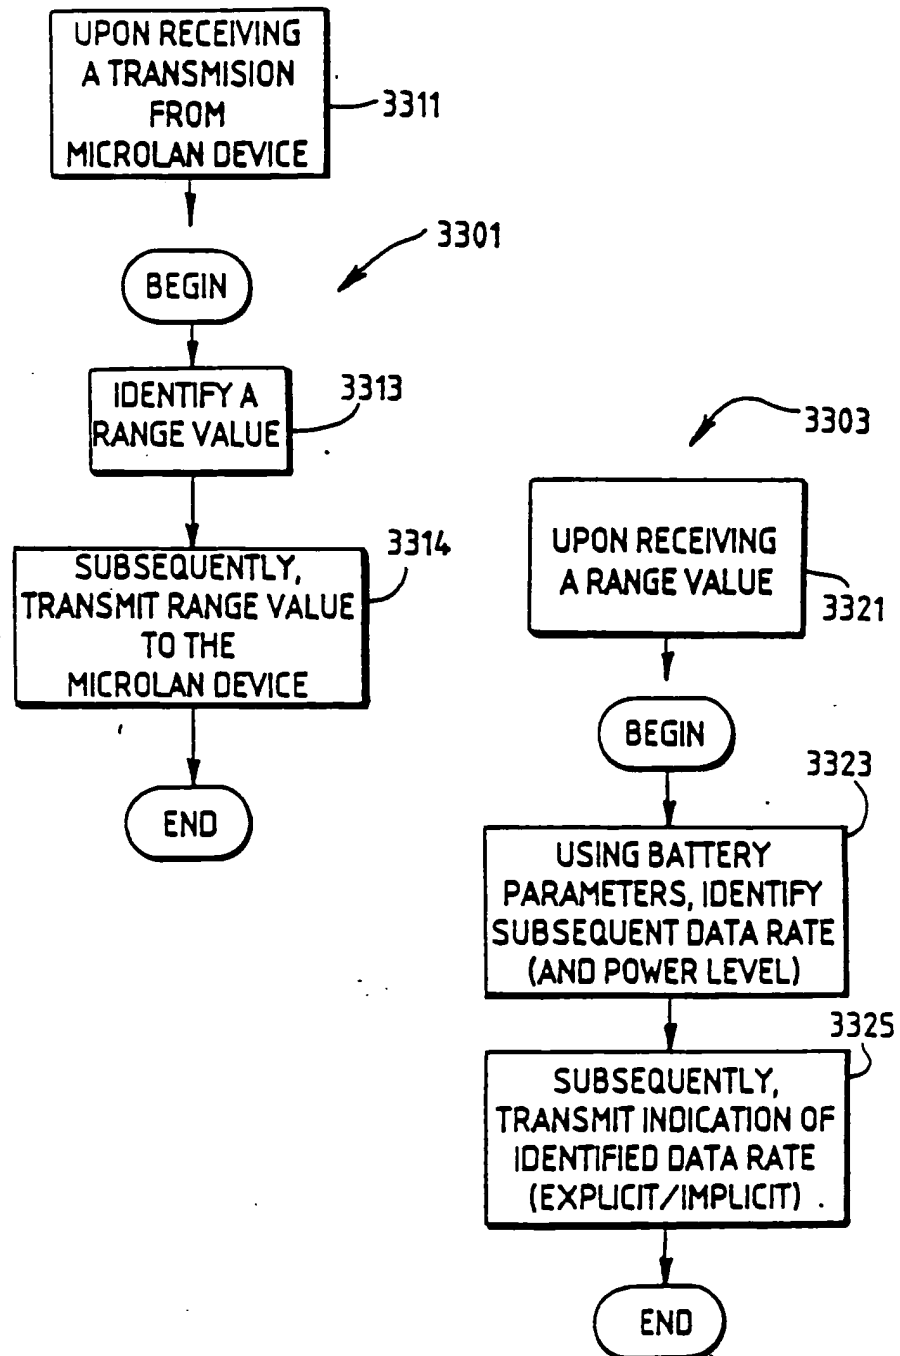 UPON RECEIVING
A TRANSMISION
FROM
MICROLAN DEVICE
3311
3301
BEGIN
IDENTIFY A
RANGE VALUE
3313
SUBSEQUENTLY,
TRANSMIT RANGE VALUE
TO THE
MICROLAN DEVICE
3314
END
3303
UPON RECEIVING
A RANGE VALUE
3321
BEGIN
3323
USING BATTERY
PARAMETERS, IDENTIFY
SUBSEQUENT DATA RATE
(AND POWER LEVEL)
3325
SUBSEQUENTLY,
TRANSMIT INDICATION OF
IDENTIFIED DATA RATE
(EXPLICIT/IMPLICIT)
END